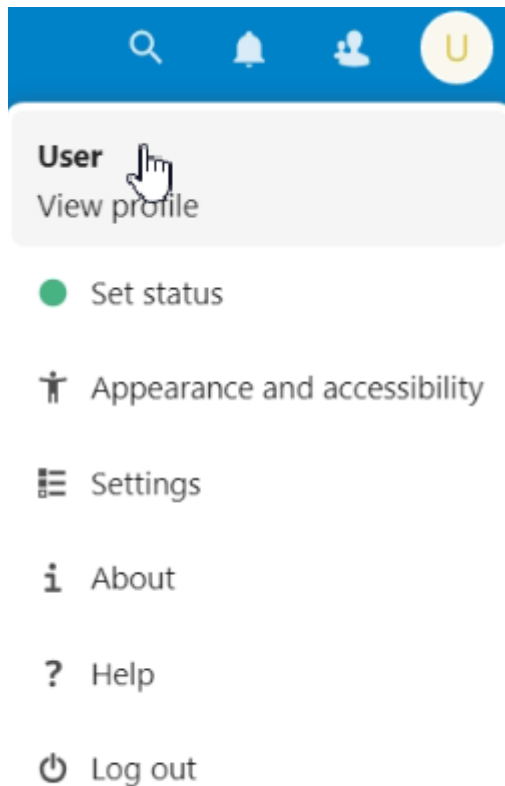 U
User
View profile
Set status
Appearance and accessibility
Settings
About
Help
Log out